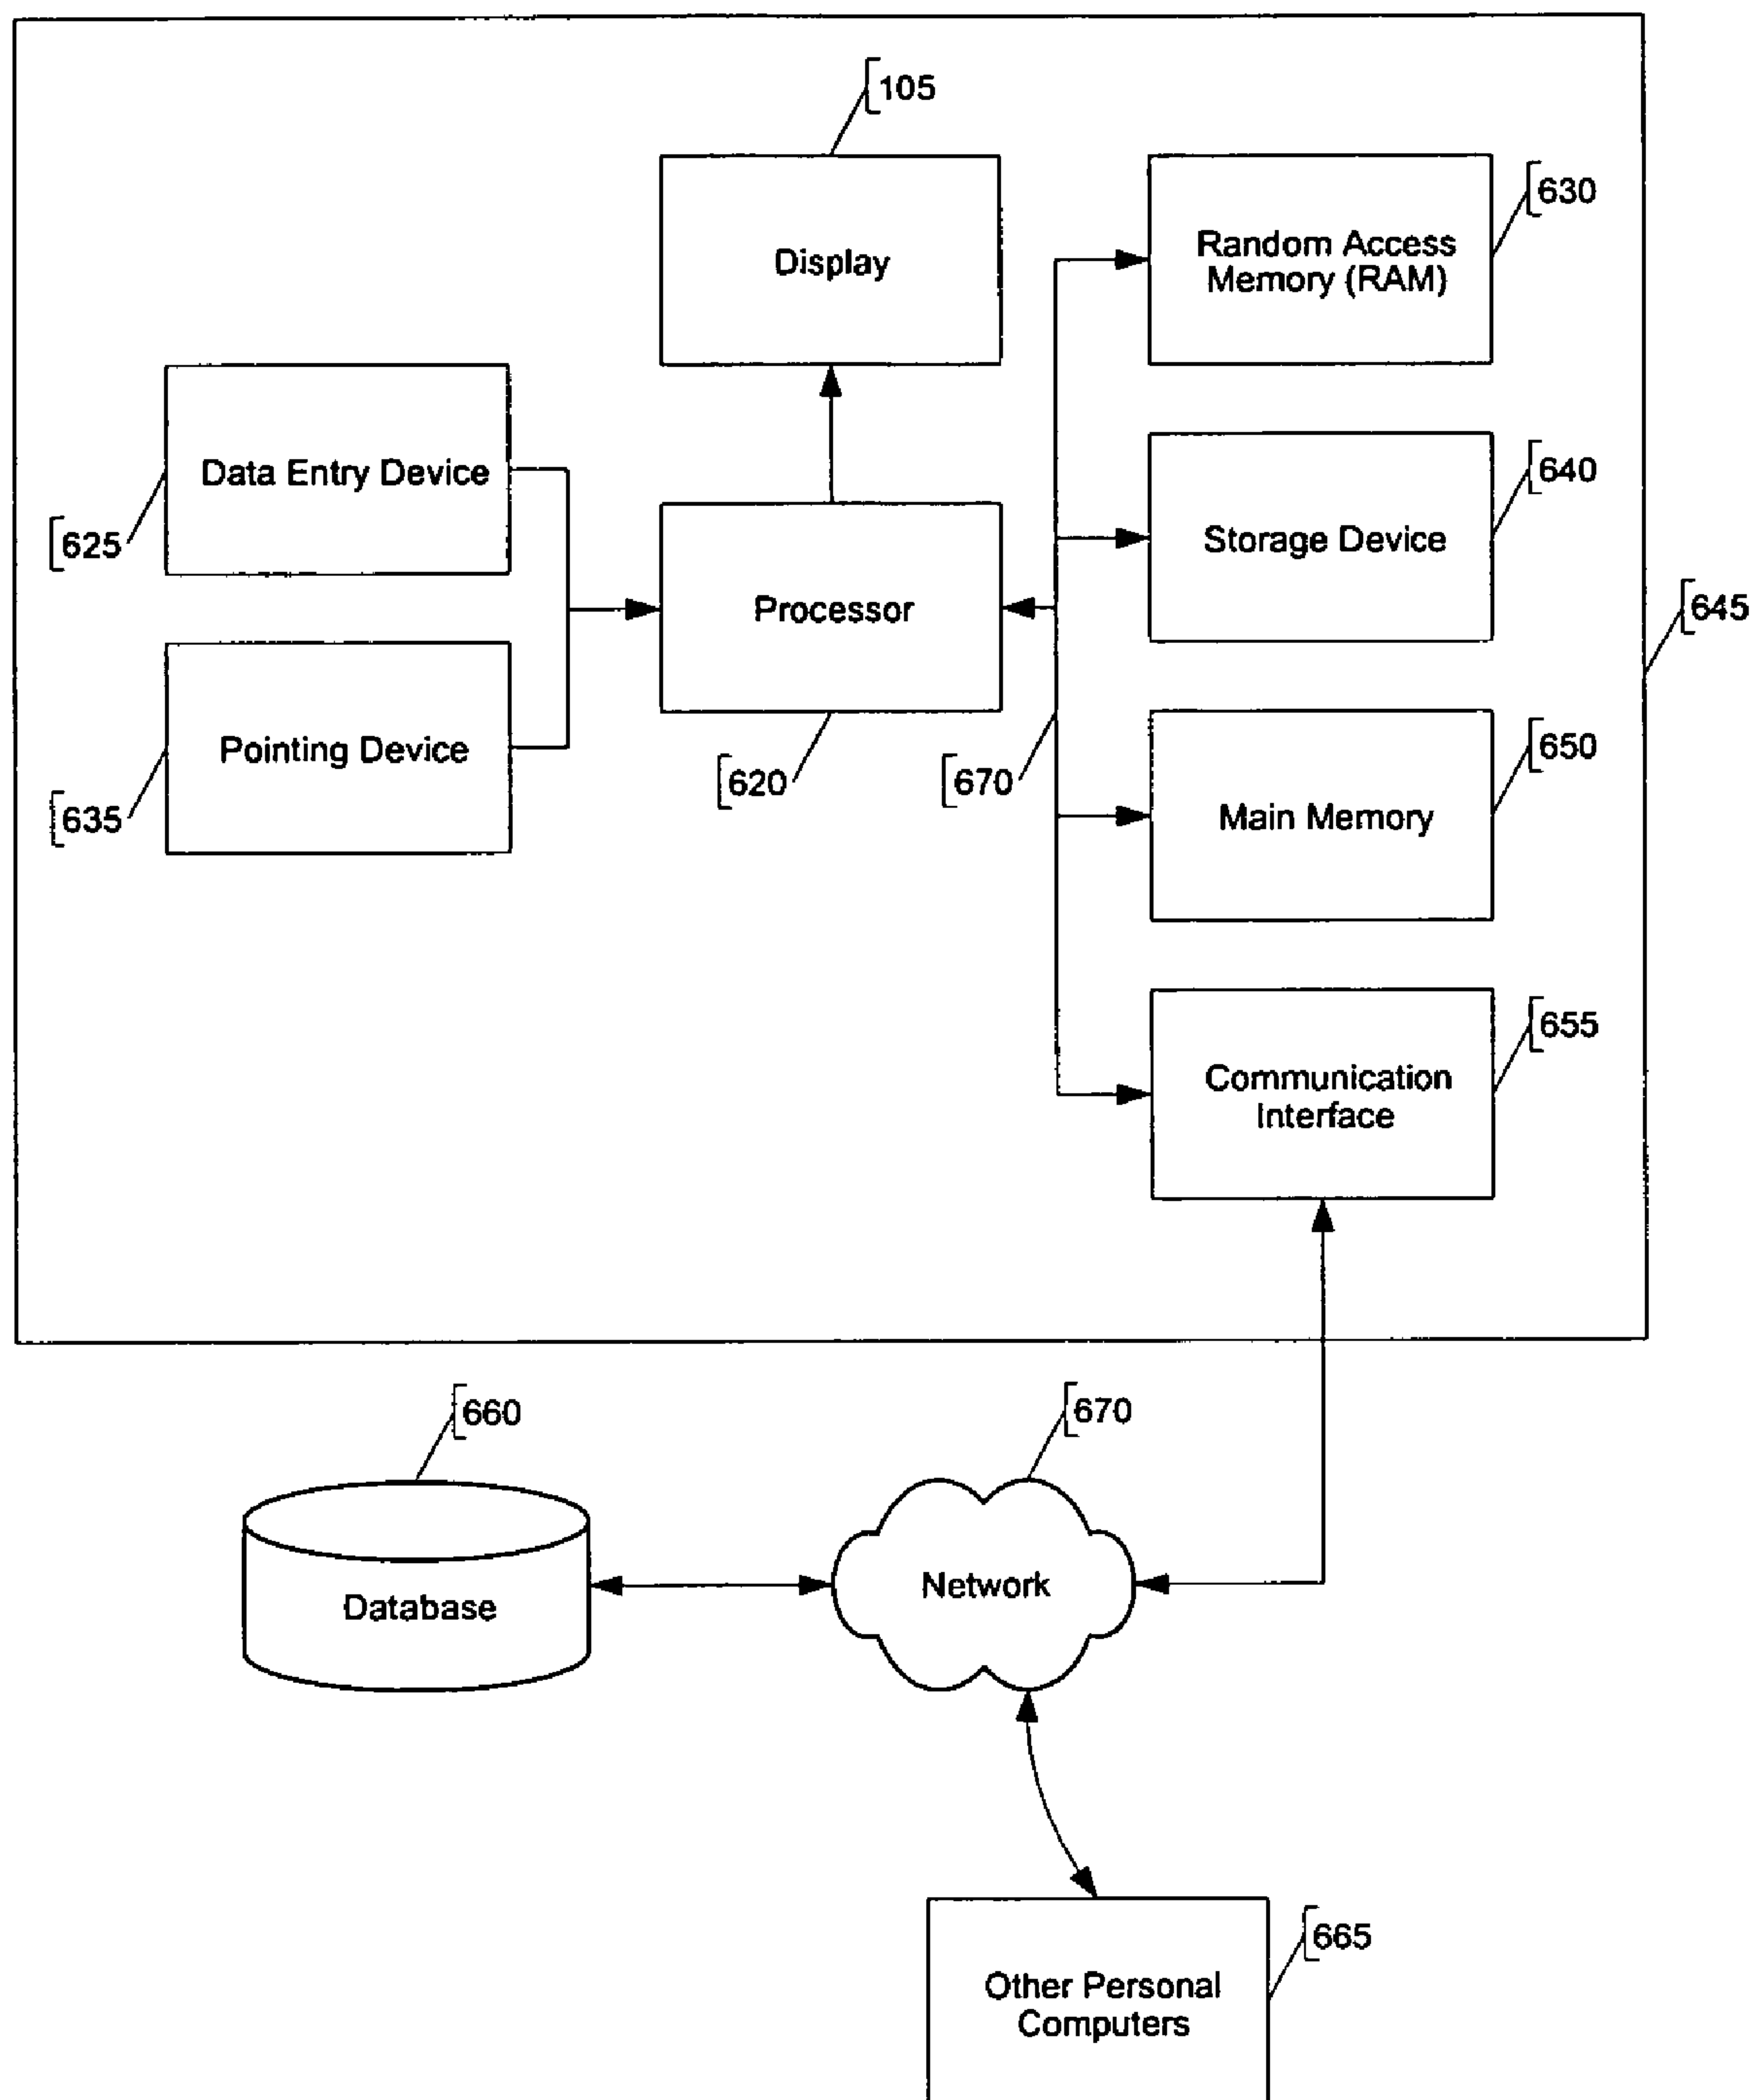 105
Display
630
Random Access
Memory (RAM)
Data Entry Device
625
640
Storage Device
Processor
620
645
Pointing Device
635
670
650
Main Memory
655
Communication
Interface
660
Database
670
Network
665
Other Personal
Computers